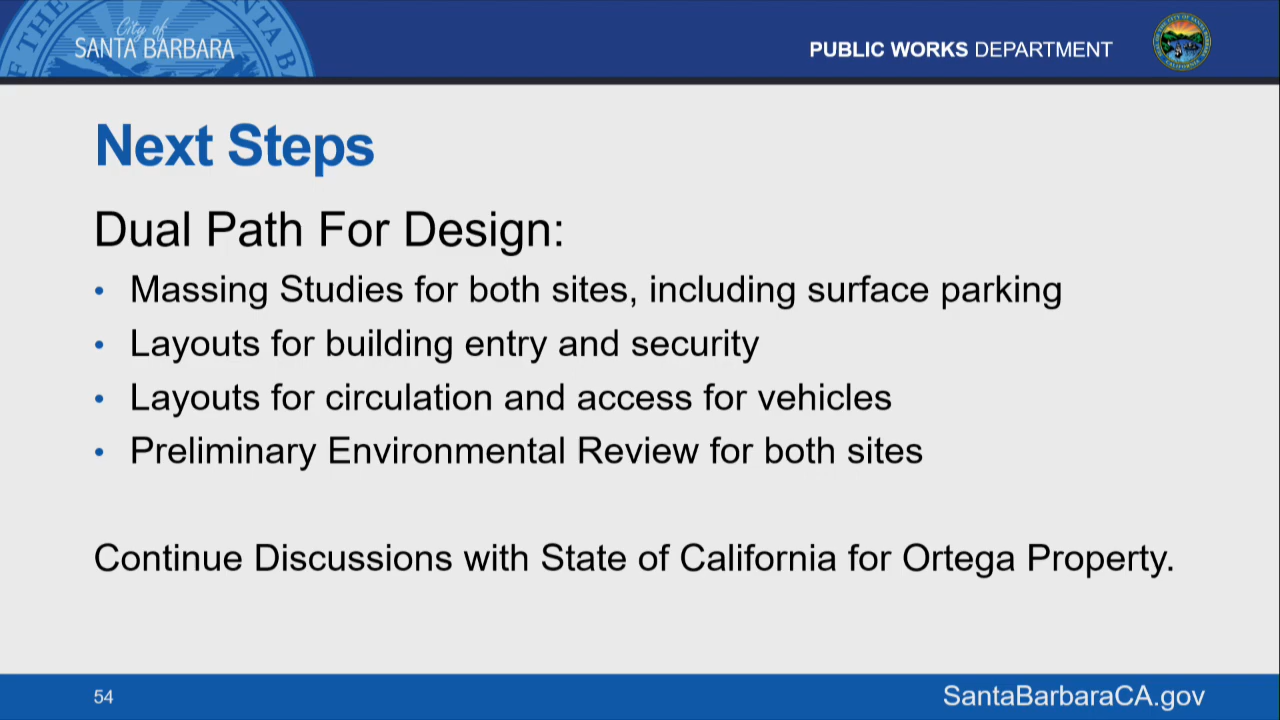 City of
SANTA BARBARA
PUBLIC WORKS DEPARTMENT
Next Steps
Dual Path For Design:
• Massing Studies for both sites, including surface parking
• Layouts for building entry and security
• Layouts for circulation and access for vehicles
• Preliminary Environmental Review for both sites
Continue Discussions with State of California for Ortega Property.
54
SantaBarbaraCA.gov